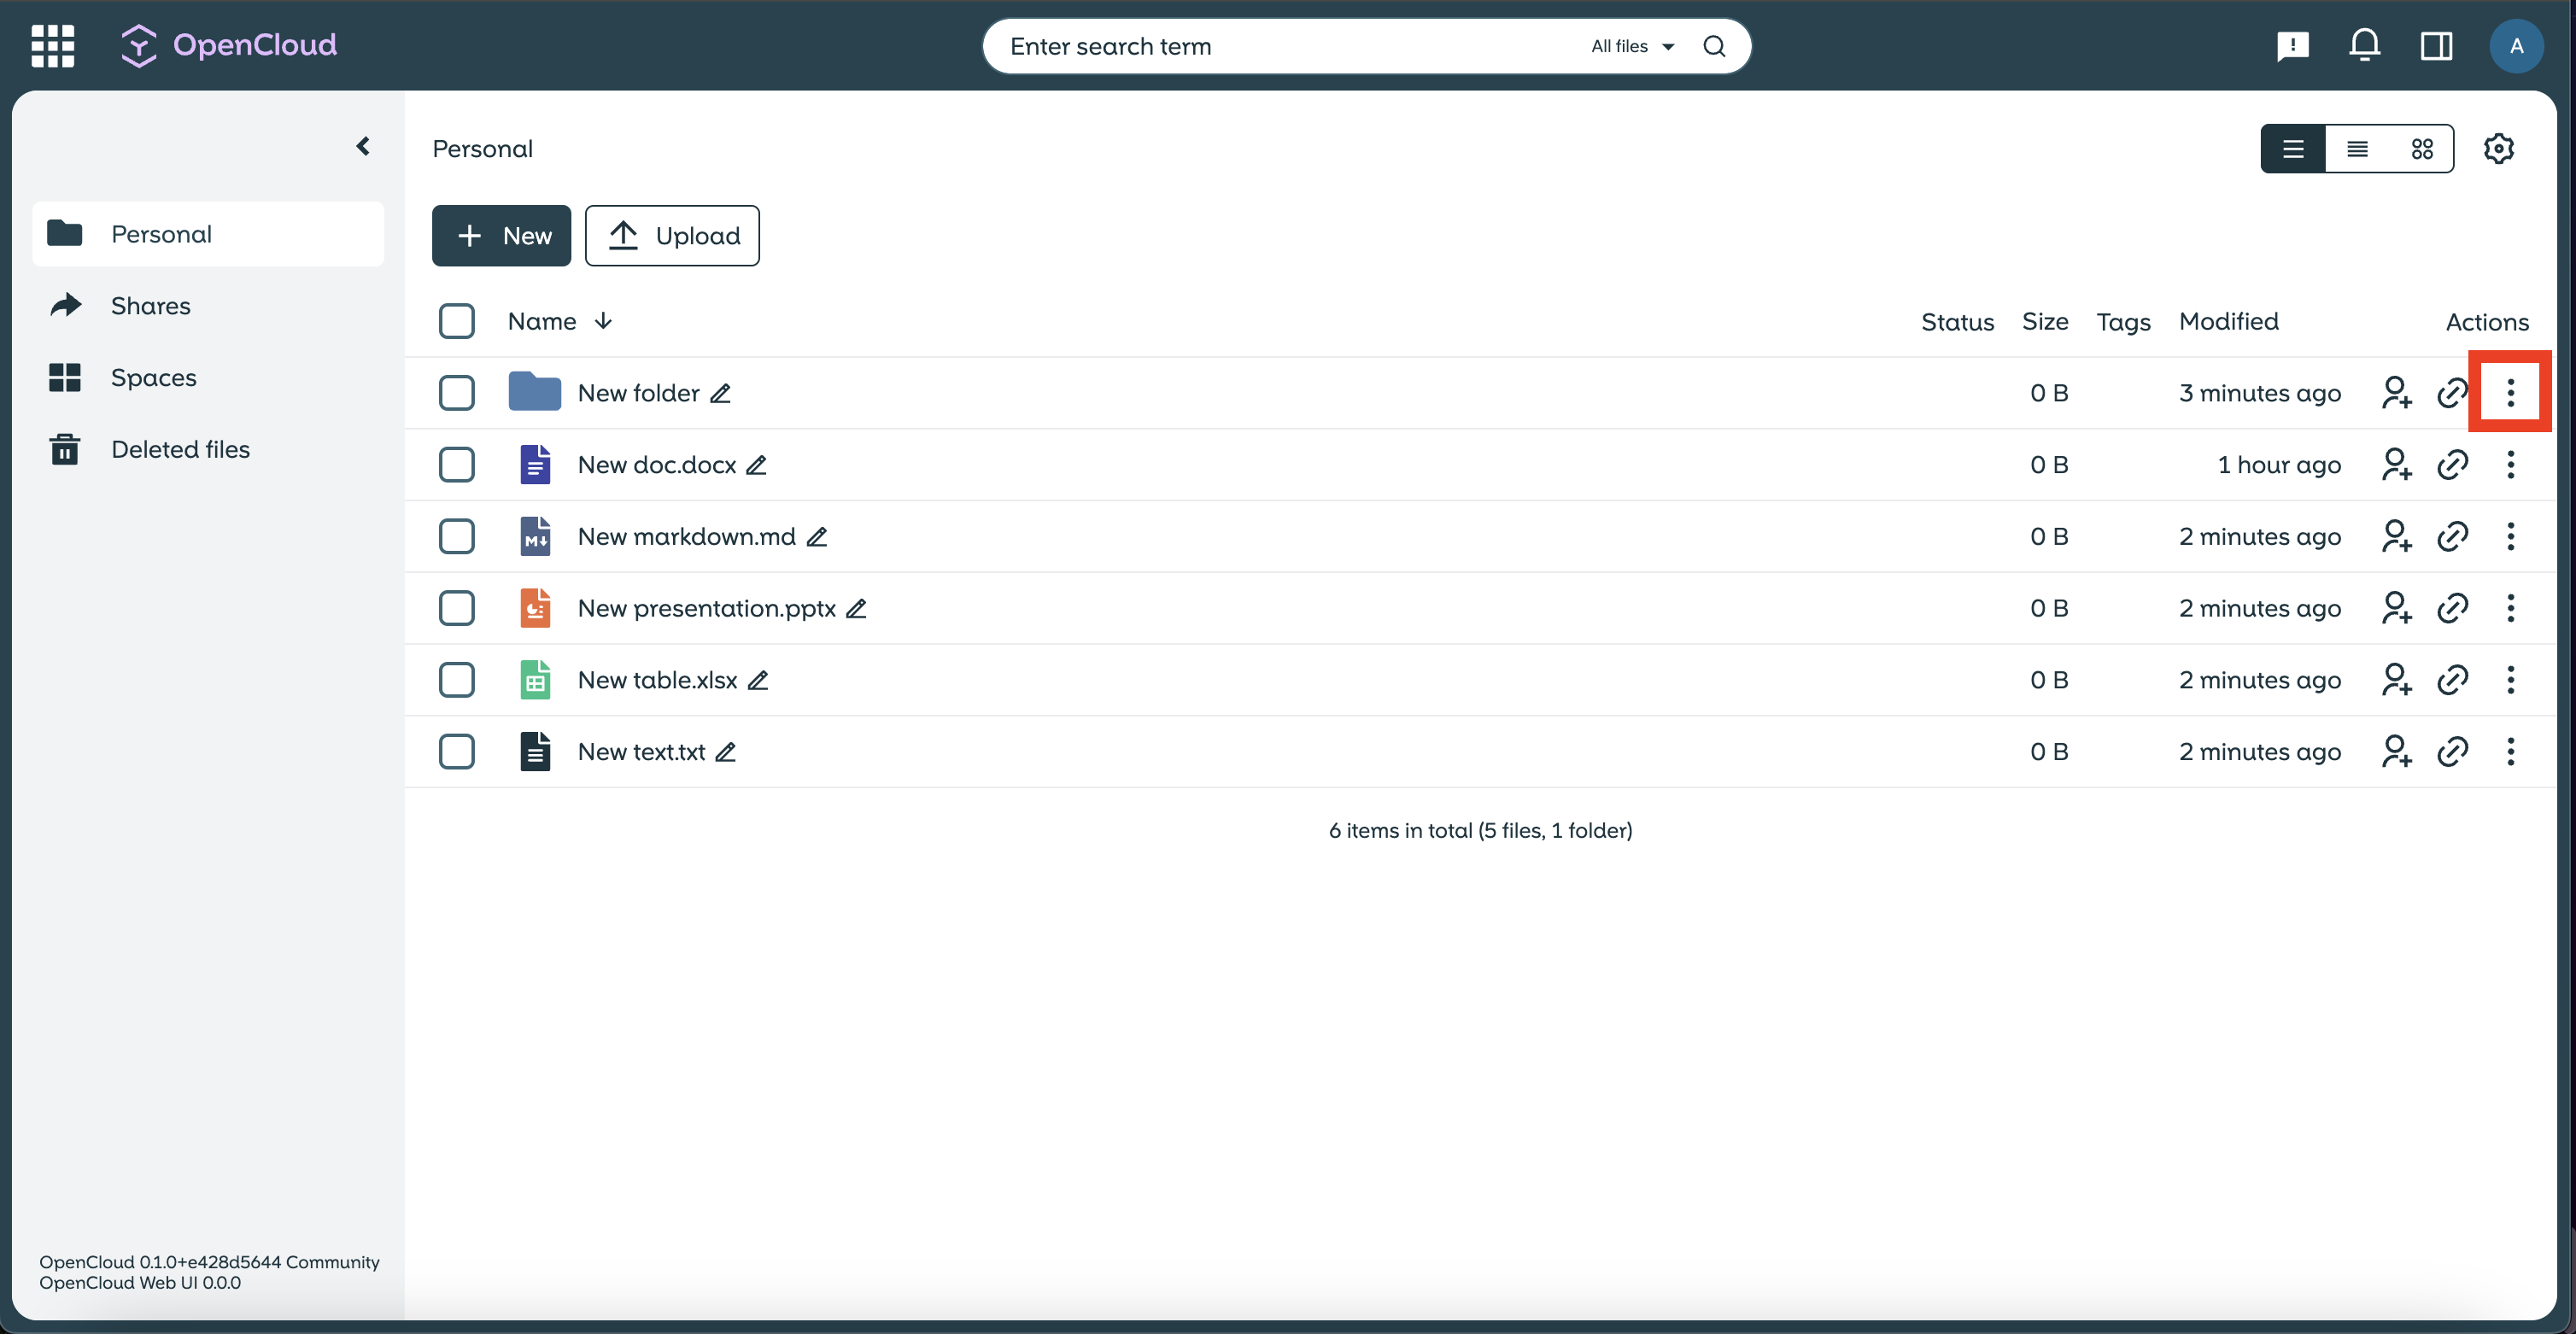 OpenCloud
Enter search term All files
A
Personal
Personal
New Upload
Shares
Spaces
Deleted files
Name Status Size Tags Modified Actions
New folder 0 B 3 minutes ago
New doc.docx 0 B 1 hour ago
M
New markdown.md 0 B 2 minutes ago
New presentation.pptx 0 B 2 minutes ago
New table.xlsx 0 B 2 minutes ago
New text.txt 0 B 2 minutes ago
6 items in total (5 files, 1 folder)
OpenCloud 0.1.0+e428d5644 Community
OpenCloud Web UI 0.0.0